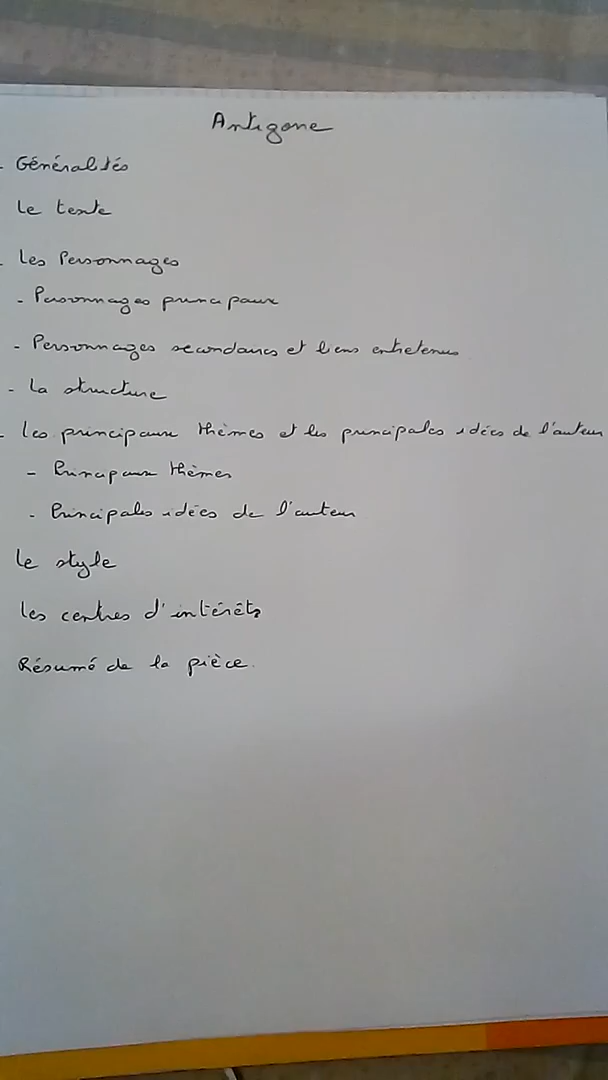 Antigone
- Généralités
Le texte
- Les Personnages
- Personnages principaux
- Personnages secondaires et liens entretenus
- La structure
- Les principaux thèmes et les principales idées de l'auteur
- Principaux thèmes
- Principales idées de l'auteur
Le style
Les centres d'intérêts
Résumé de la pièce.